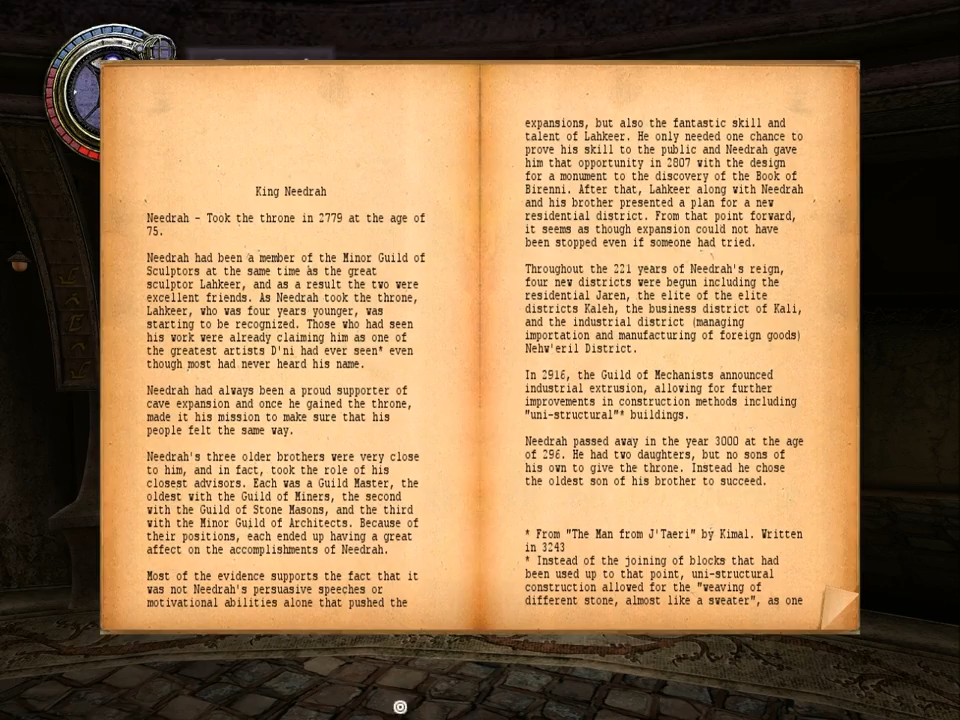 King Needrah
Needrah - Took the throne in 2779 at the age of
75.
Needrah had been a member of the Minor Guild of
Sculptors at the same time as the great
sculptor Lahkeer, and as a result the two were
excellent friends. As Needrah took the throne,
Lahkeer, who was four years younger, was
starting to be recognized. Those who had seen
his work were already claiming him as one of
the greatest artists D'ni had ever seen* even
though most had never heard his name.
Needrah had always been a proud supporter of
cave expansion and once he gained the throne,
made it his mission to make sure that his
people felt the same way.
Needrah's three older brothers were very close
to him, and in fact, took the role of his
closest advisors. Each was a Guild Master, the
oldest with the Guild of Miners, the second
with the Guild of Stone Masons, and the third
with the Minor Guild of Architects. Because of
their positions, each ended up having a great
affect on the accomplishments of Needrah.
Most of the evidence supports the fact that it
was not Needrah's persuasive speeches or
motivational abilities alone that pushed the
expansions, but also the fantastic skill and
talent of Lahkeer. He only needed one chance to
prove his skill to the public and Needrah gave
him that opportunity in 2807 with the design
for a monument to the discovery of the Book of
Birenni. After that, Lahkeer along with Needrah
and his brother presented a plan for a new
residential district. From that point forward,
it seems as though expansion could not have
been stopped even if someone had tried.
Throughout the 221 years of Needrah's reign,
four new districts were begun including the
residential Jaren, the elite of the elite
districts Kaleh, the business district of Kali,
and the industrial district (managing
importation and manufacturing of foreign goods)
Nehw'eril District.
In 2916, the Guild of Mechanists announced
industrial extrusion, allowing for further
improvements in construction methods including
"uni-structural"* buildings.
Needrah passed away in the year 3000 at the age
of 296. He had two daughters, but no sons of
his own to give the throne. Instead he chose
the oldest son of his brother to succeed.
* From "The Man from J'Taeri" by Kimal. Written
in 3243
* Instead of the joining of blocks that had
been used up to that point, uni-structural
construction allowed for the "weaving of
different stone, almost like a sweater", as one